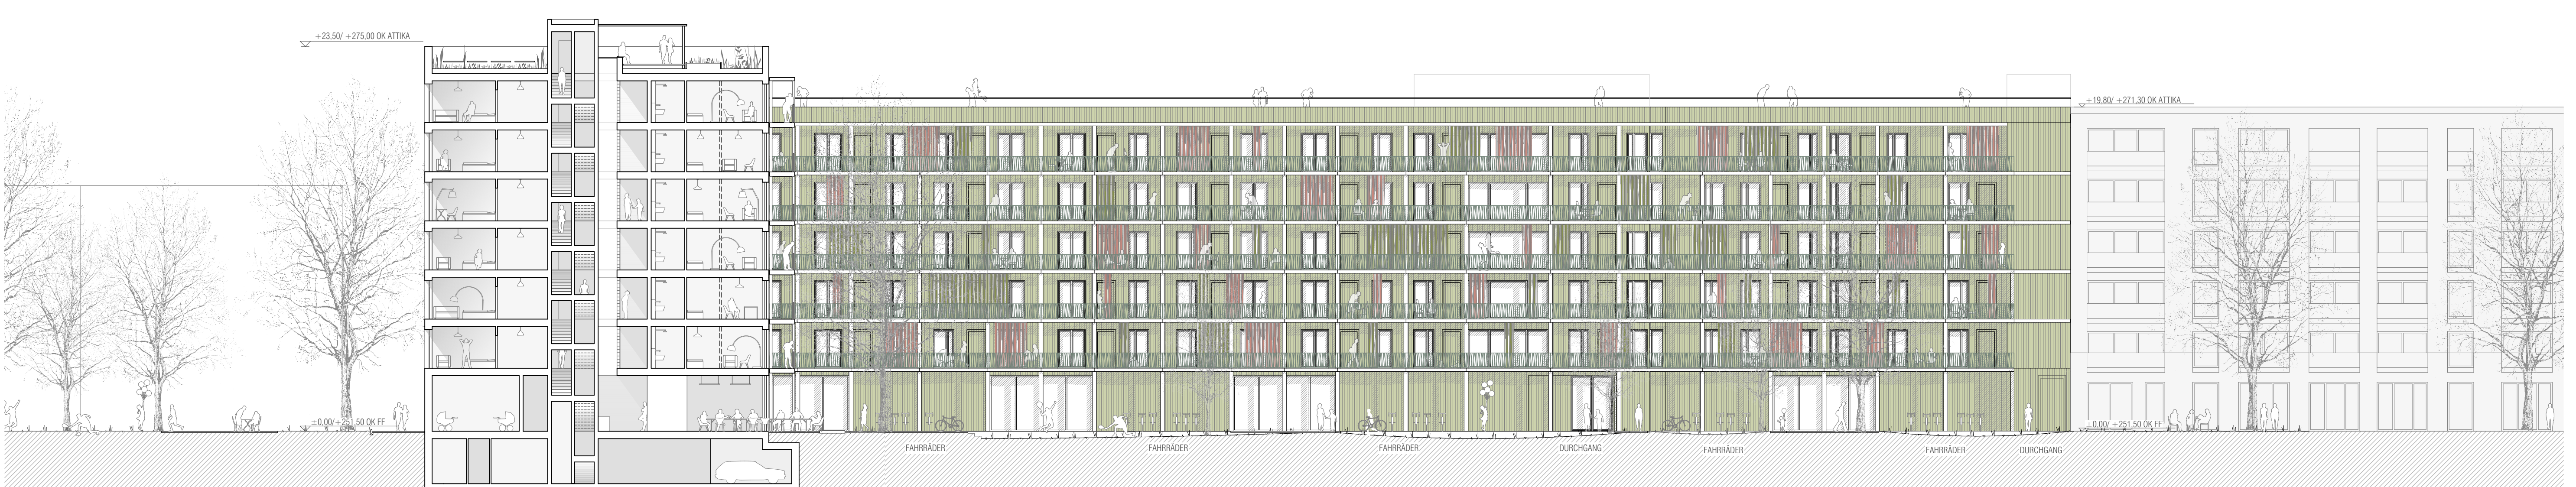 +23,50/ +275,00 OK ATTIKA
+19.80/ +271,30 OK ATTIKA
±0,00/+251,50 OK FF
±0.00/ +251,50 FF
FAHRRÄDER
FAHRRÄDER
FAHRRÄDER
DURCHGANG
FAHRRÄDER
FAHRRÄDER
DURCHGANG